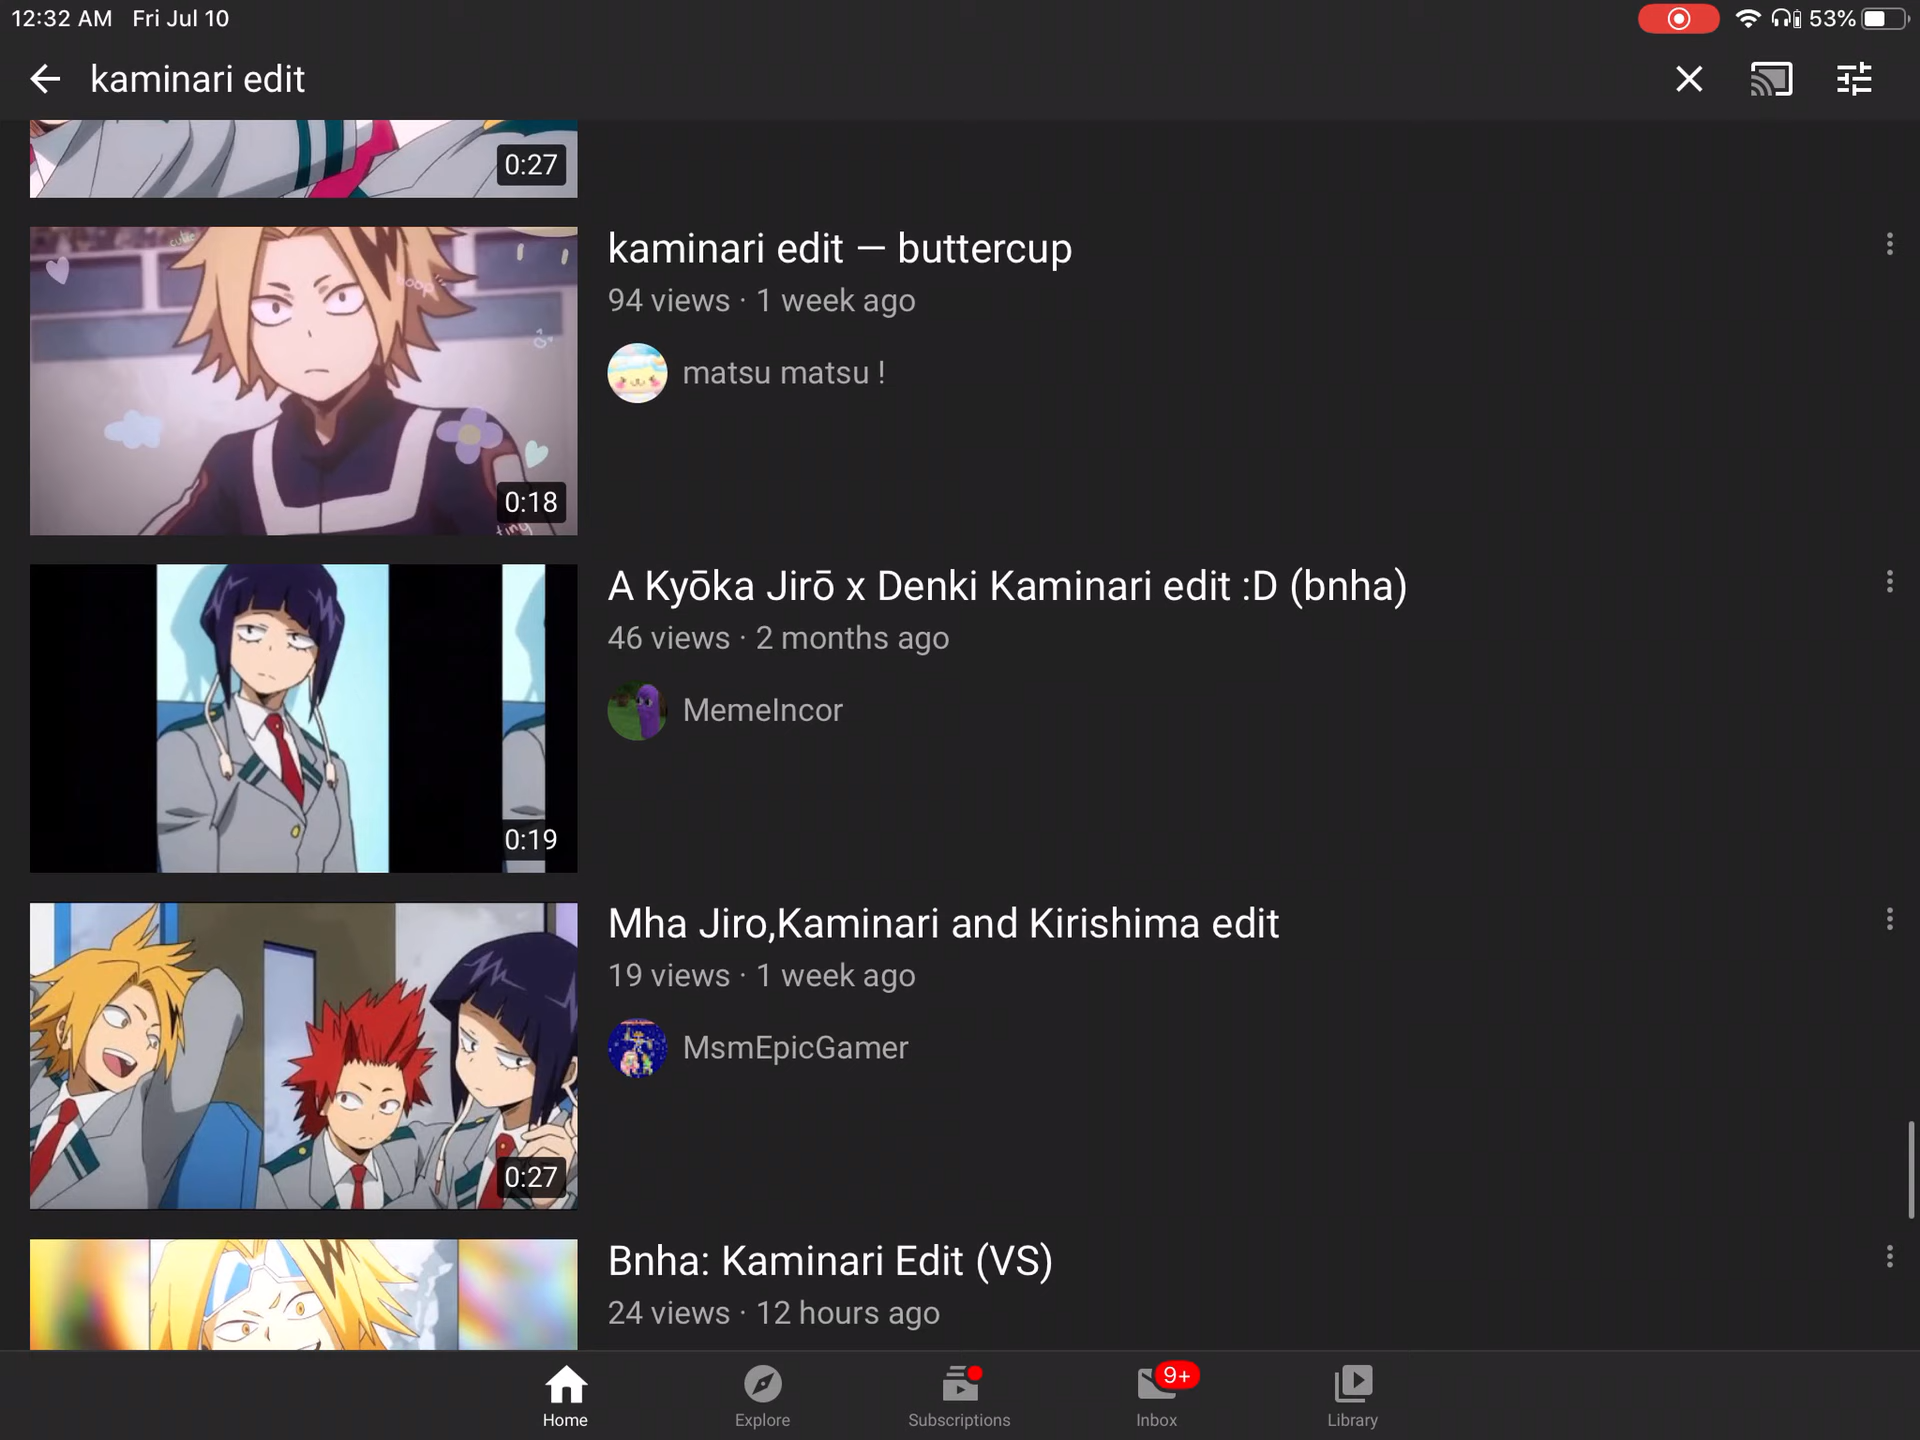 12:32 AM Fri Jul 10
53%
kaminari edit
0:27
cutie
boop
tiny
0:18
kaminari edit — buttercup
94 views · 1 week ago
matsu matsu !
0:19
A Kyōka Jirō x Denki Kaminari edit :D (bnha)
46 views · 2 months ago
MemeIncor
0:27
Mha Jiro,Kaminari and Kirishima edit
19 views · 1 week ago
MsmEpicGamer
Bnha: Kaminari Edit (VS)
24 views · 12 hours ago
9+
Home
Explore
Subscriptions
Inbox
Library